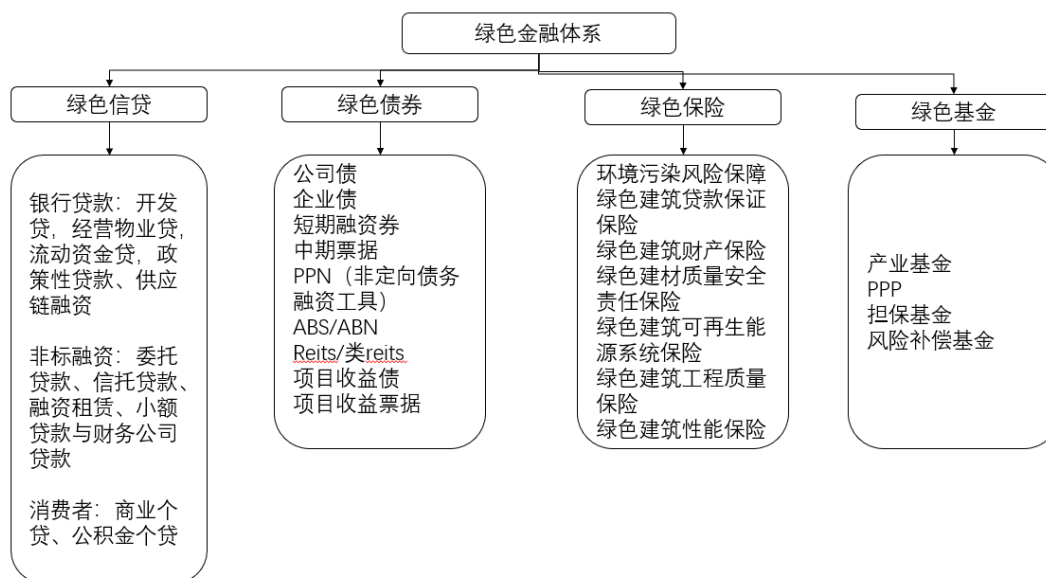 绿色金融体系
绿色信贷
绿色债券
绿色保险
绿色基金
银行贷款：开发
贷，经营物业贷，
流动资金贷，政
策性贷款、供应
链融资
非标融资：委托
贷款、信托贷款、
融资租赁、小额
贷款与财务公司
贷款
消费者：商业个
贷、公积金个贷
公司债
企业债
短期融资券
中期票据
PPN（非定向债务
融资工具）
ABS/ABN
Reits/类reits
项目收益债
项目收益票据
环境污染风险保障
绿色建筑贷款保证
保险
绿色建筑财产保险
绿色建材质量安全
责任保险
绿色建筑可再生能
源系统保险
绿色建筑工程质量
保险
绿色建筑性能保险
产业基金
PPP
担保基金
风险补偿基金